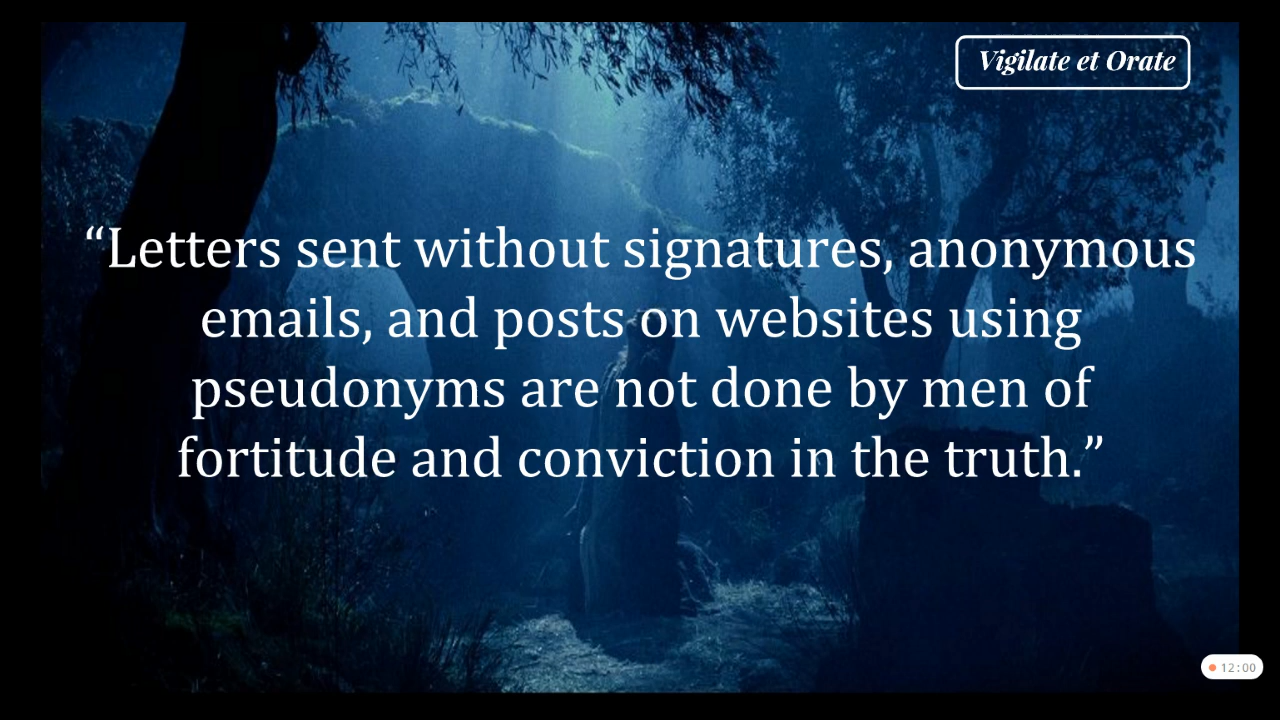 Vigilate et Orate
“Letters sent without signatures, anonymous
emails, and posts on websites using
pseudonyms are not done by men of
fortitude and conviction in the truth.”
12:00